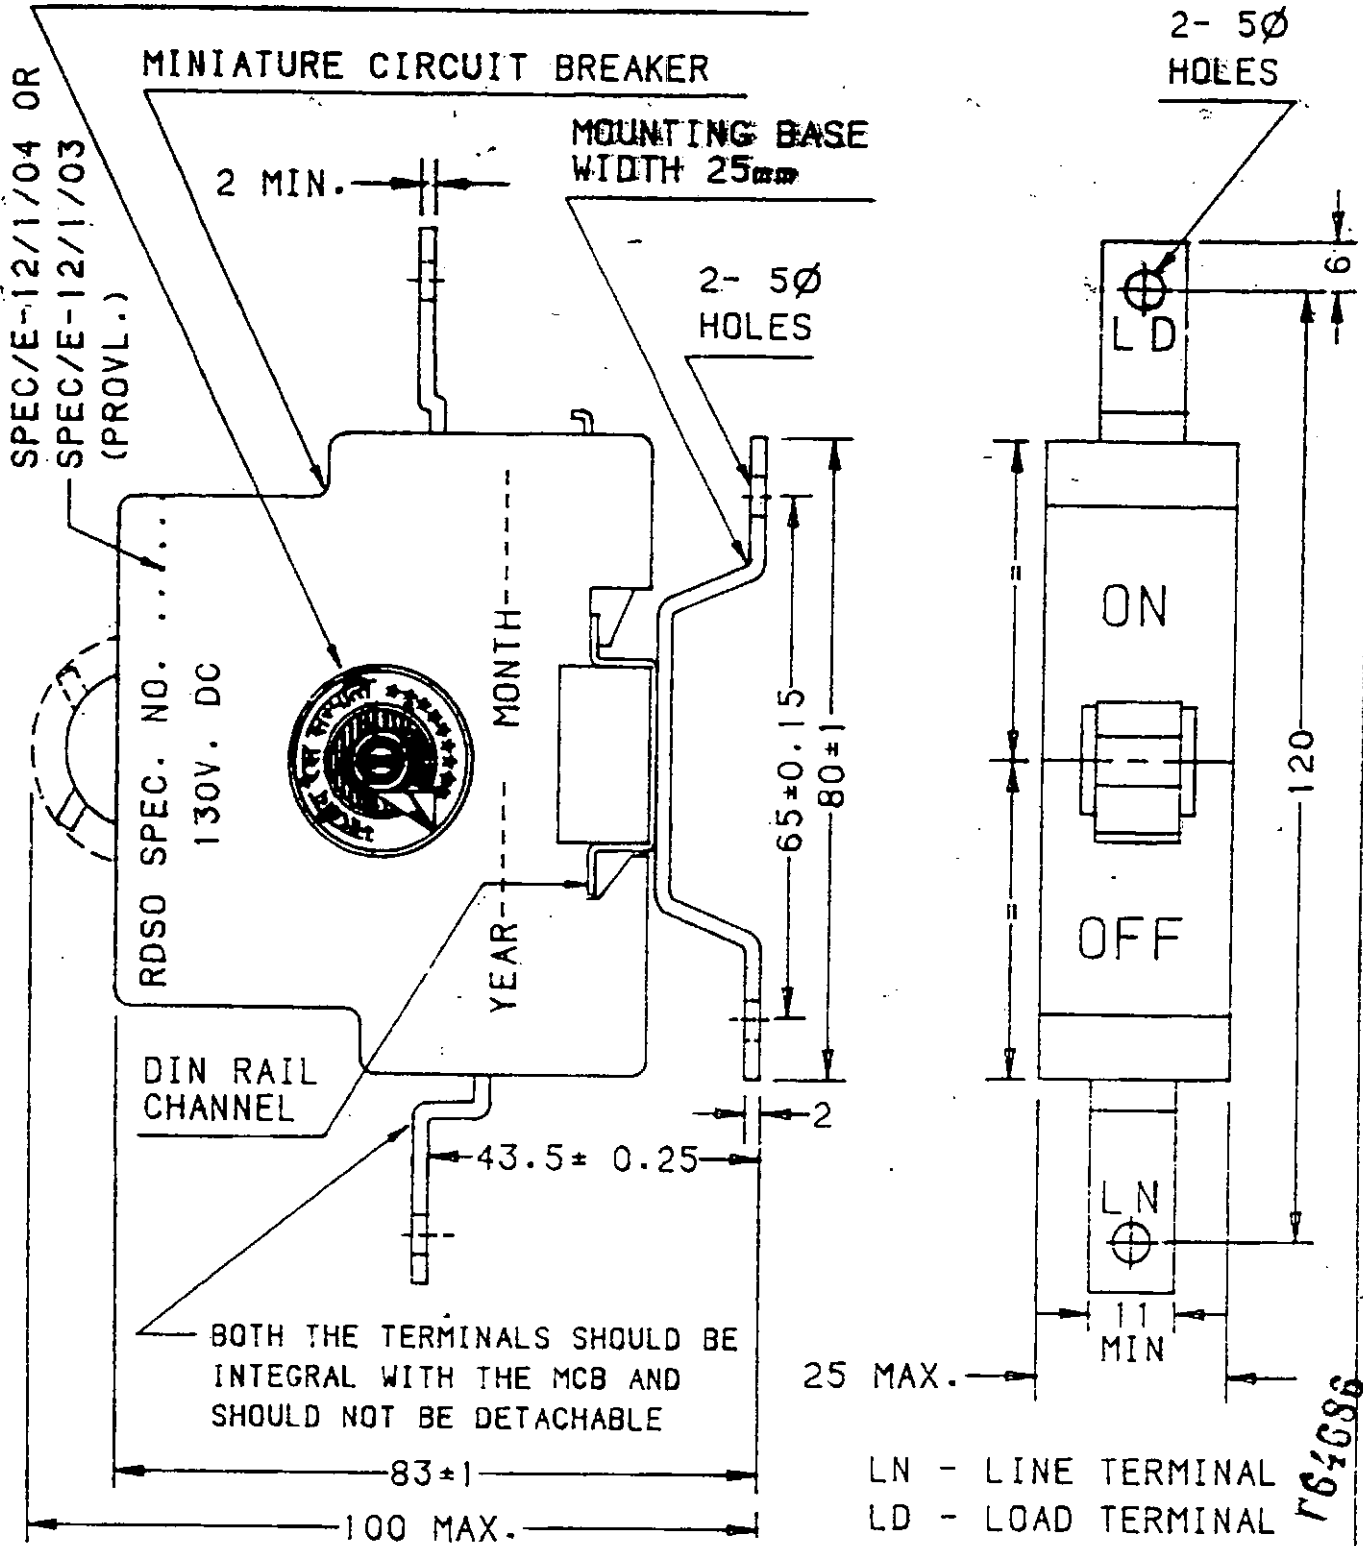 2- 5Ø
HOLES
MINIATURE CIRCUIT BREAKER
MOUNTING BASE
WIDTH 25mm
SPEC/E-12/1/04 OR
SPEC/E-12/1/03
(PROVL.)
2 MIN.
2- 5Ø
HOLES
6
LD
RDSO SPEC. NO. ......
130V. DC
भारतीय रेल सम्पत्ति
YEAR----- MONTH------
65±0.15
80±1
=
=
ON
OFF
120
DIN RAIL
CHANNEL
2
43.5± 0.25
LN
11
MIN
25 MAX.
BOTH THE TERMINALS SHOULD BE
INTEGRAL WITH THE MCB AND
SHOULD NOT BE DETACHABLE
83±1
100 MAX.
LN - LINE TERMINAL
LD - LOAD TERMINAL